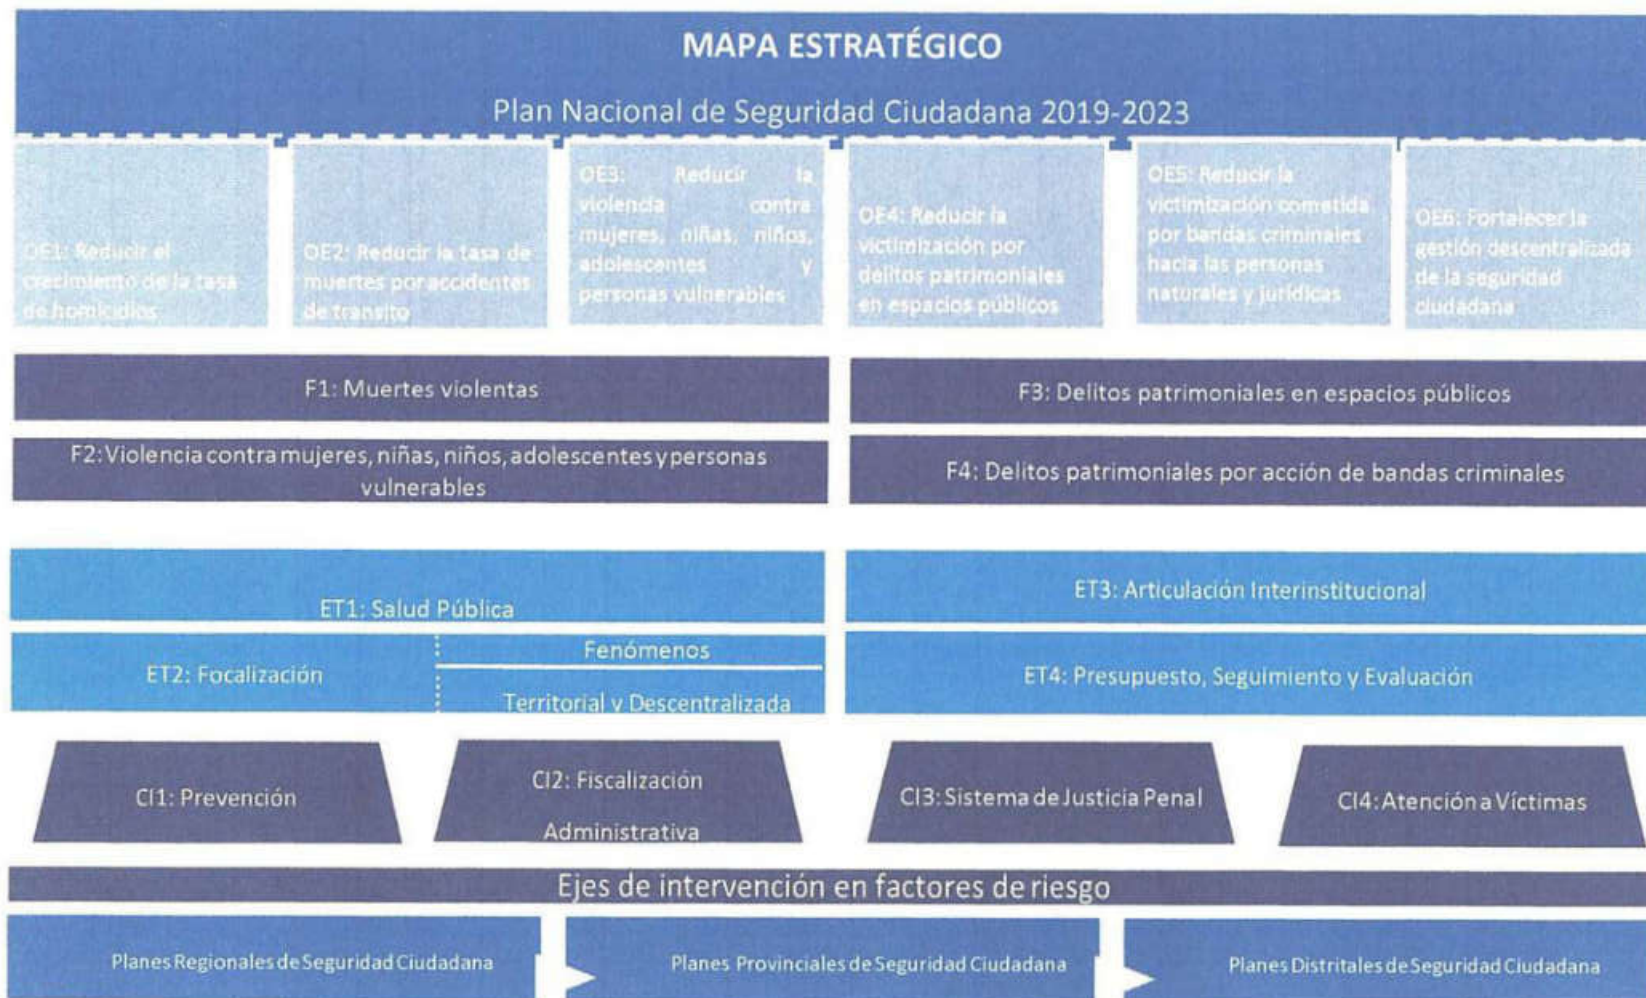 MAPA ESTRATÉGICO
Plan Nacional de Seguridad Ciudadana 2019-2023
OE1: Reducir el
crecimiento de la tasa
de homicidios
OE2: Reducir la tasa de
muertes por accidentes
de transito
OE3: Reducir la
violencia contra
mujeres, niñas, niños,
adolescentes y
personas vulnerables
OE4: Reducir la
victimización por
delitos patrimoniales
en espacios públicos
OE5: Reducir la
victimización cometida
por bandas criminales
hacia las personas
naturales y jurídicas
OE6: Fortalecer la
gestión descentralizada
de la seguridad
ciudadana
F1: Muertes violentas
F3: Delitos patrimoniales en espacios públicos
F2: Violencia contra mujeres, niñas, niños, adolescentes y personas
vulnerables
F4: Delitos patrimoniales por acción de bandas criminales
ET1: Salud Pública
ET3: Articulación Interinstitucional
ET2: Focalización
Fenómenos
Territorial y Descentralizada
ET4: Presupuesto, Seguimiento y Evaluación
CI1: Prevención
CI2: Fiscalización
Administrativa
CI3: Sistema de Justicia Penal
CI4: Atención a Víctimas
Ejes de intervención en factores de riesgo
Planes Regionales de Seguridad Ciudadana
Planes Provinciales de Seguridad Ciudadana
Planes Distritales de Seguridad Ciudadana